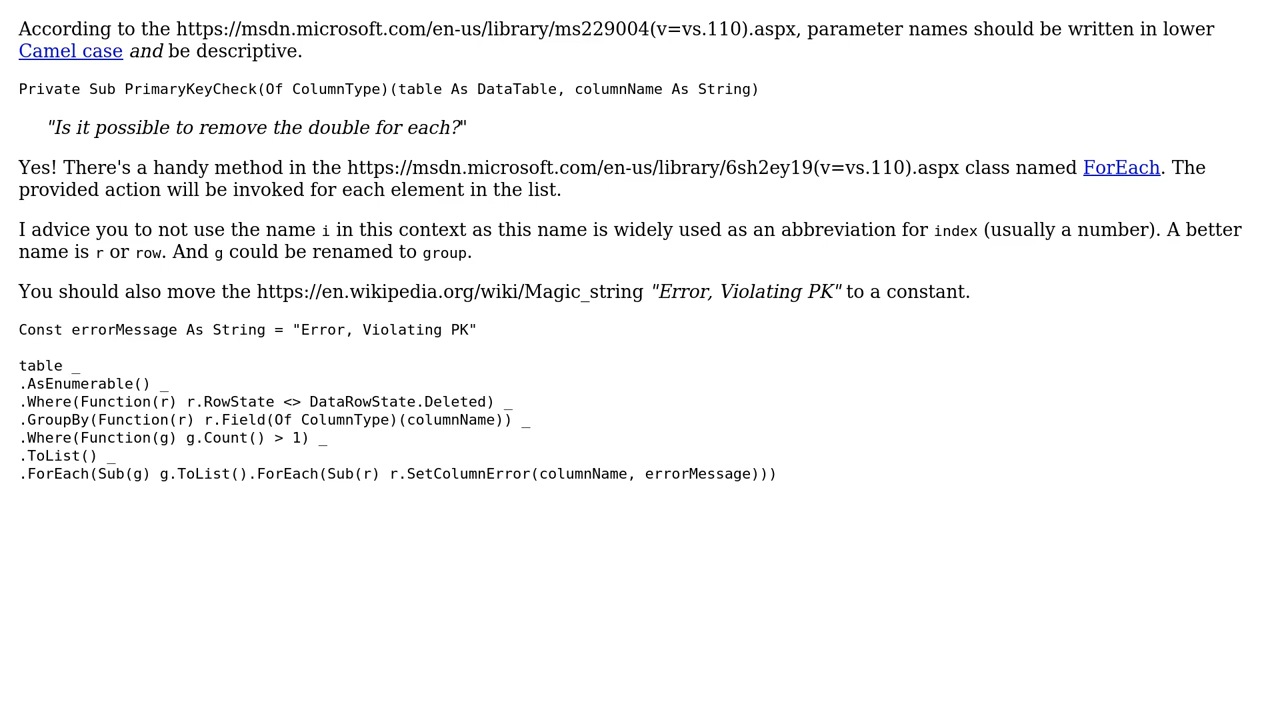 According to the https://msdn.microsoft.com/en-us/library/ms229004(v=vs.110).aspx, parameter names should be written in lower
Camel case and be descriptive.
Private Sub PrimaryKeyCheck(Of ColumnType)(table As DataTable, columnName As String)
"Is it possible to remove the double for each?"
Yes! There's a handy method in the https://msdn.microsoft.com/en-us/library/6sh2ey19(v=vs.110).aspx class named ForEach. The
provided action will be invoked for each element in the list.
I advice you to not use the name i in this context as this name is widely used as an abbreviation for index (usually a number). A better
name is r or row. And g could be renamed to group.
You should also move the https://en.wikipedia.org/wiki/Magic_string "Error, Violating PK" to a constant.
Const errorMessage As String = "Error, Violating PK"
table _
.AsEnumerable() _
.Where(Function(r) r.RowState <> DataRowState.Deleted) _
.GroupBy(Function(r) r.Field(Of ColumnType)(columnName)) _
.Where(Function(g) g.Count() > 1) _
.ToList() _
.ForEach(Sub(g) g.ToList().ForEach(Sub(r) r.SetColumnError(columnName, errorMessage)))